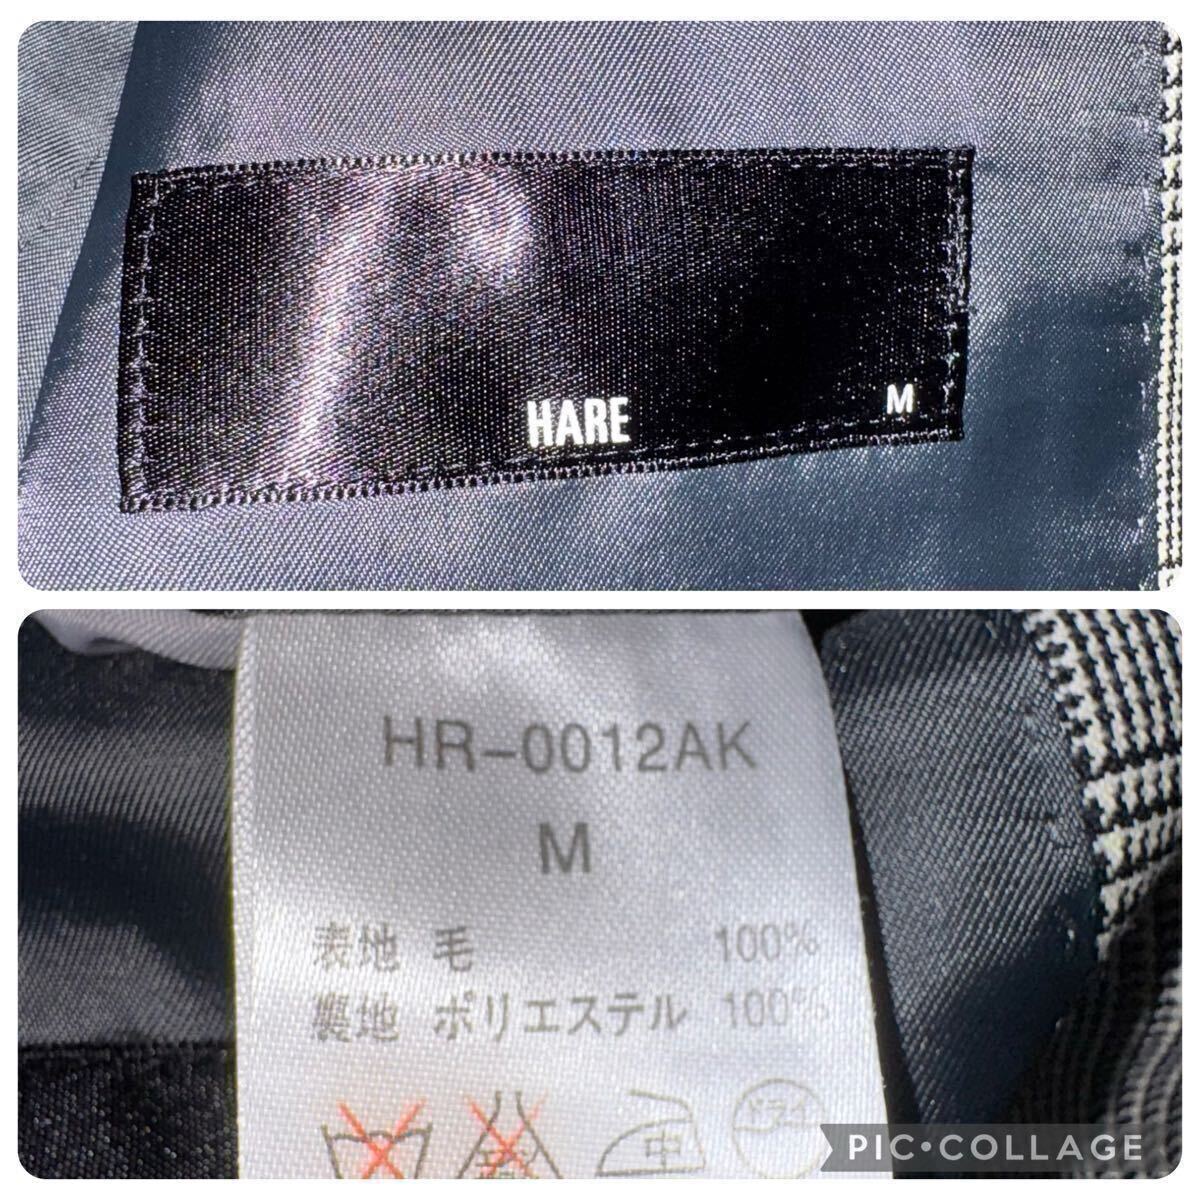 HARE
M
HR-0012AK
M
表地 毛 100%
裏地 ポリエステル 100%
中
ドライ
PIC•COLLAGE